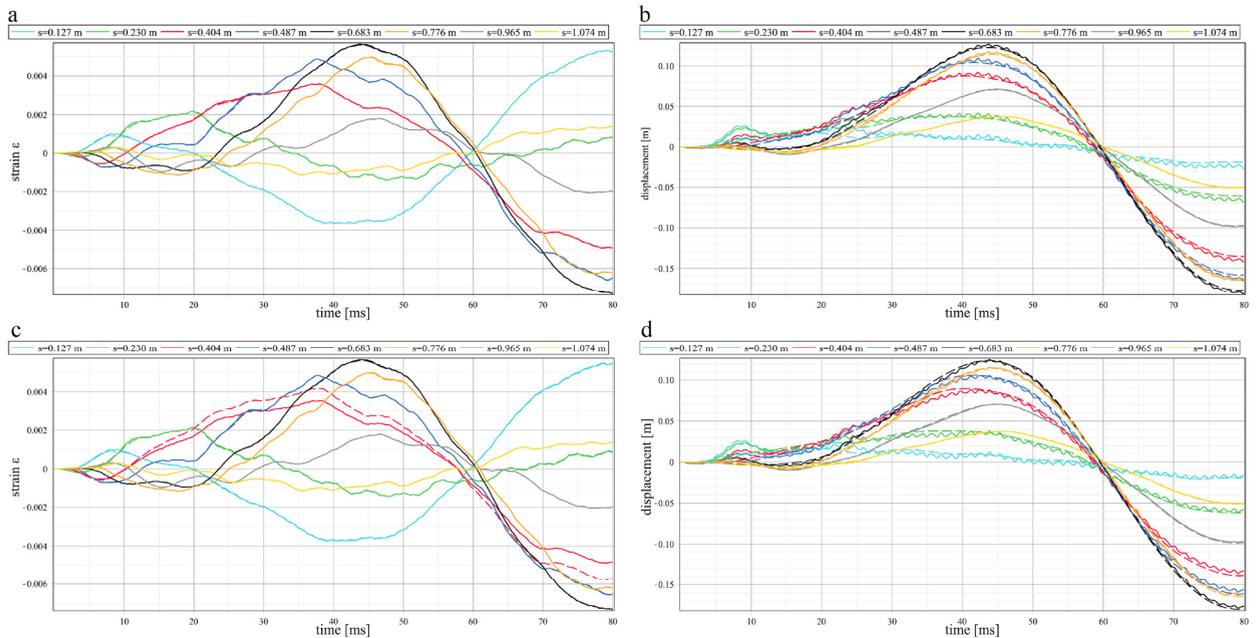 a
s=0.127 m s=0.230 m s=0.404 m s=0.487 m s=0.683 m s=0.776 m s=0.965 m s=1.074 m
strain ε
0.004
0.002
0
-0.002
-0.004
-0.006
10 20 30 40 50 60 70 80
time [ms]
b
s=0.127 m s=0.230 m s=0.404 m s=0.487 m s=0.683 m s=0.776 m s=0.965 m s=1.074 m
displacement [m]
0.10
0.05
0
-0.05
-0.10
-0.15
10 20 30 40 50 60 70 80
time [ms]
c
s=0.127 m s=0.230 m s=0.404 m s=0.487 m s=0.683 m s=0.776 m s=0.965 m s=1.074 m
strain ε
0.004
0.002
0
-0.002
-0.004
-0.006
10 20 30 40 50 60 70 80
time [ms]
d
s=0.127 m s=0.230 m s=0.404 m s=0.487 m s=0.683 m s=0.776 m s=0.965 m s=1.074 m
displacement [m]
0.10
0.05
0
-0.05
-0.10
-0.15
10 20 30 40 50 60 70 80
time [ms]